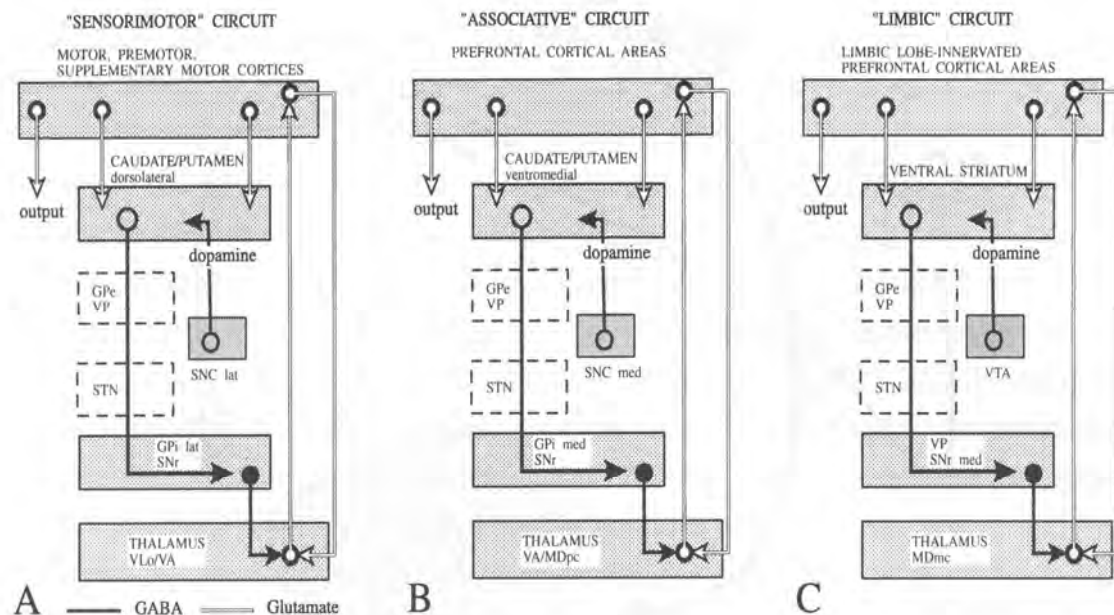 "SENSORIMOTOR" CIRCUIT
MOTOR, PREMOTOR,
SUPPLEMENTARY MOTOR CORTICES
CAUDATE/PUTAMEN
dorsolateral
output
dopamine
GPe
VP
SNC lat
STN
GPi lat
SNr
THALAMUS
VLo/VA
A
GABA
Glutamate
"ASSOCIATIVE" CIRCUIT
PREFRONTAL CORTICAL AREAS
CAUDATE/PUTAMEN
ventromedial
output
dopamine
GPe
VP
SNC med
STN
GPi med
SNr
THALAMUS
VA/MDpc
B
"LIMBIC" CIRCUIT
LIMBIC LOBE-INNERVATED
PREFRONTAL CORTICAL AREAS
VENTRAL STRIATUM
output
dopamine
GPe
VP
VTA
STN
VP
SNr med
THALAMUS
MDmc
C